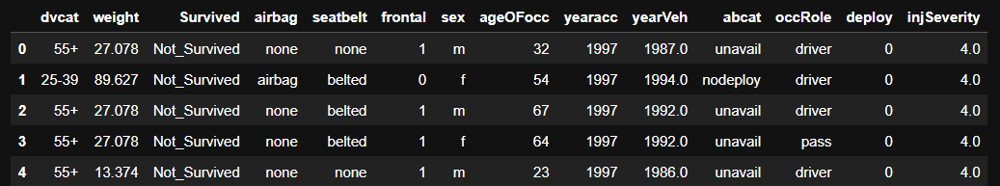 dvcat weight Survived airbag seatbelt frontal sex ageOFocc yearacc yearVeh abcat occRole deploy injSeverity
0 55+ 27.078 Not_Survived none none 1 m 32 1997 1987.0 unavail driver 0 4.0
1 25-39 89.627 Not_Survived airbag belted 0 f 54 1997 1994.0 nodeploy driver 0 4.0
2 55+ 27.078 Not_Survived none belted 1 m 67 1997 1992.0 unavail driver 0 4.0
3 55+ 27.078 Not_Survived none belted 1 f 64 1997 1992.0 unavail pass 0 4.0
4 55+ 13.374 Not_Survived none none 1 m 23 1997 1986.0 unavail driver 0 4.0